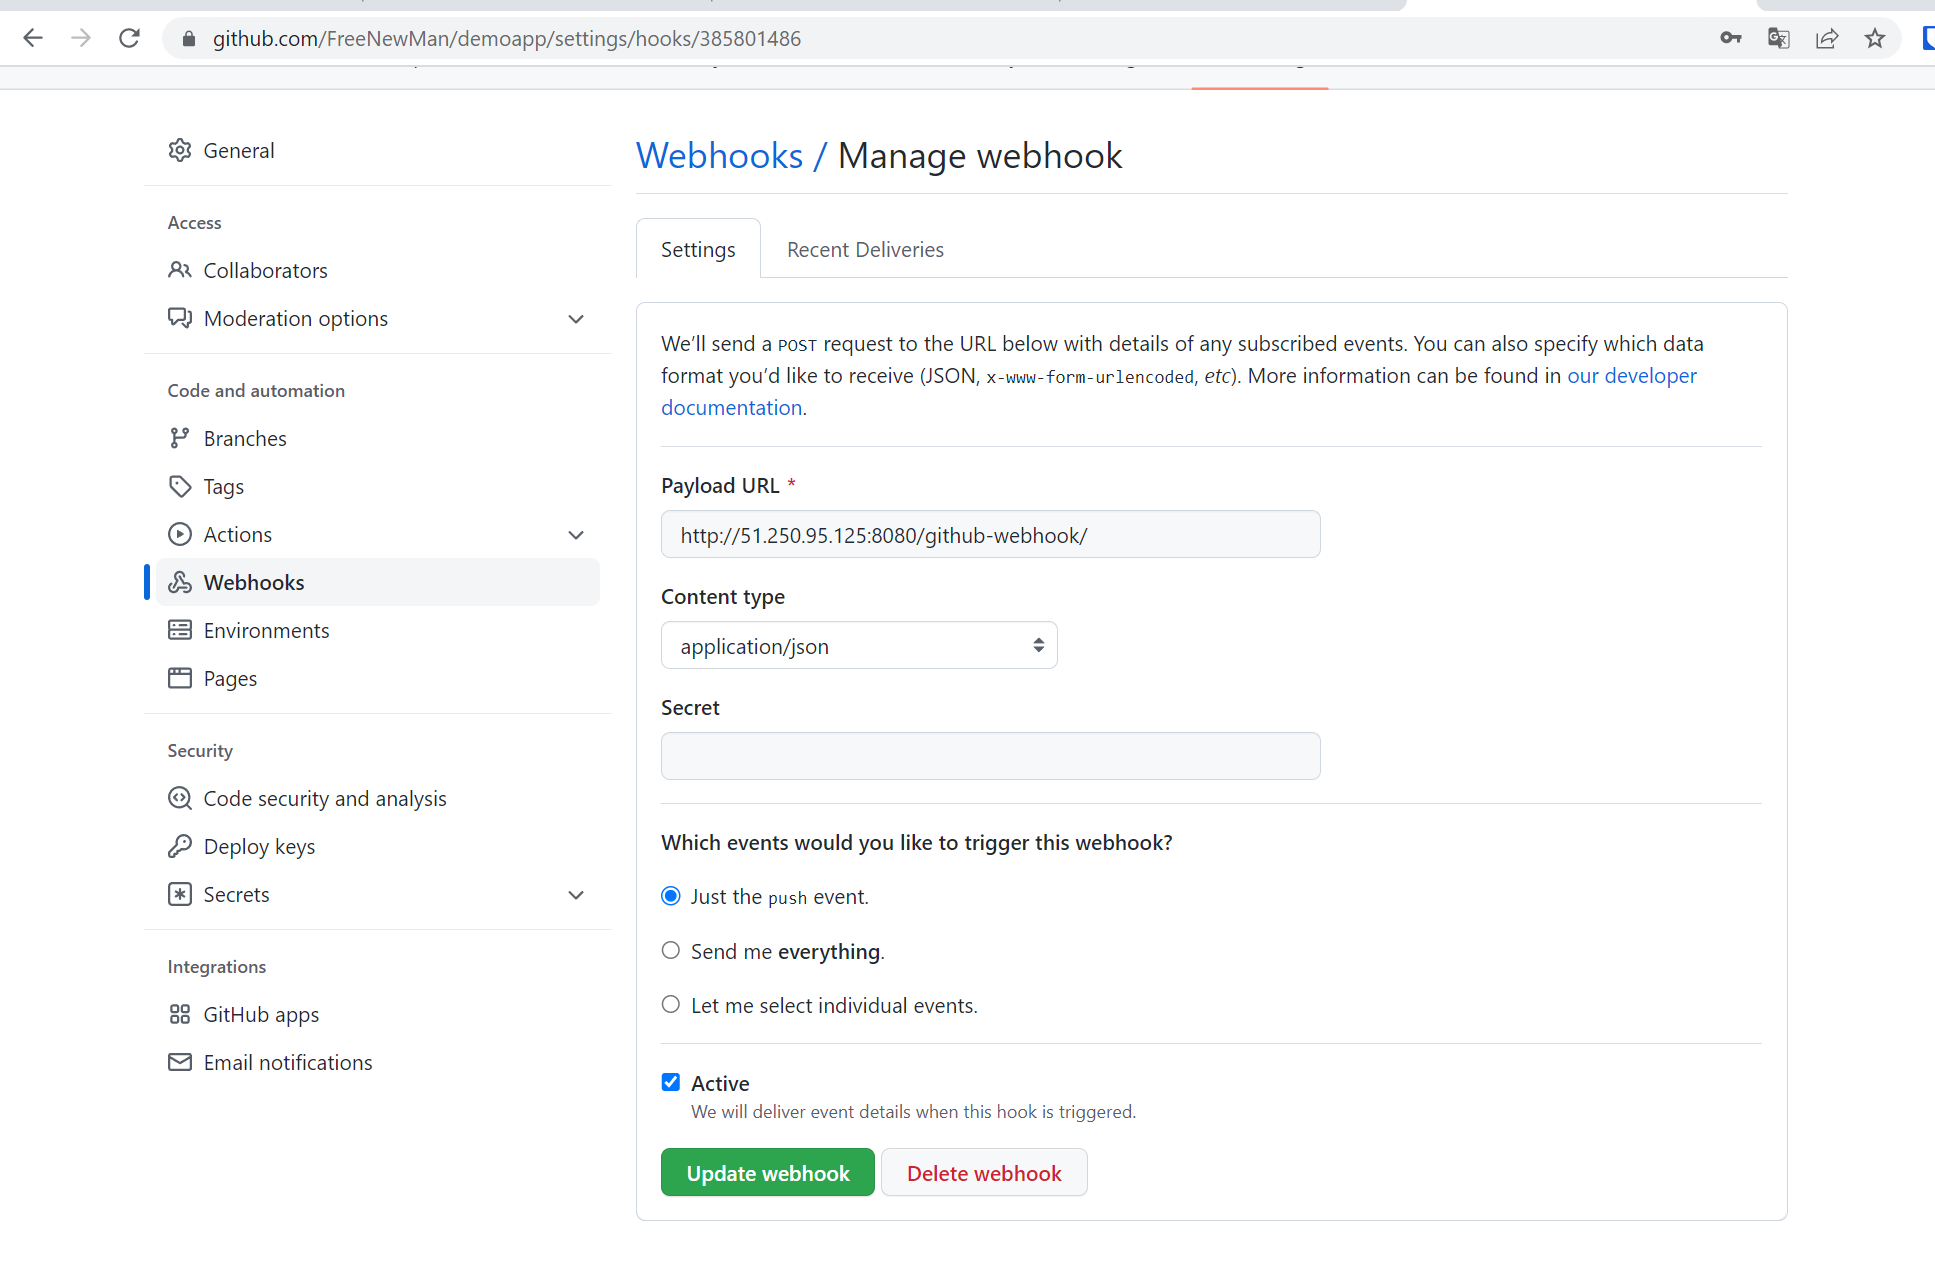 github.com/FreeNewMan/demoapp/settings/hooks/385801486
General
Access
Collaborators
Moderation options
Code and automation
Branches
Tags
Actions
Webhooks
Environments
Pages
Security
Code security and analysis
Deploy keys
Secrets
Integrations
GitHub apps
Email notifications
Webhooks / Manage webhook
Settings
Recent Deliveries
We’ll send a POST request to the URL below with details of any subscribed events. You can also specify which data
format you’d like to receive (JSON, x-www-form-urlencoded, etc). More information can be found in our developer
documentation.
Payload URL *
http://51.250.95.125:8080/github-webhook/
Content type
application/json
Secret
Which events would you like to trigger this webhook?
Just the push event.
Send me everything.
Let me select individual events.
Active
We will deliver event details when this hook is triggered.
Update webhook
Delete webhook